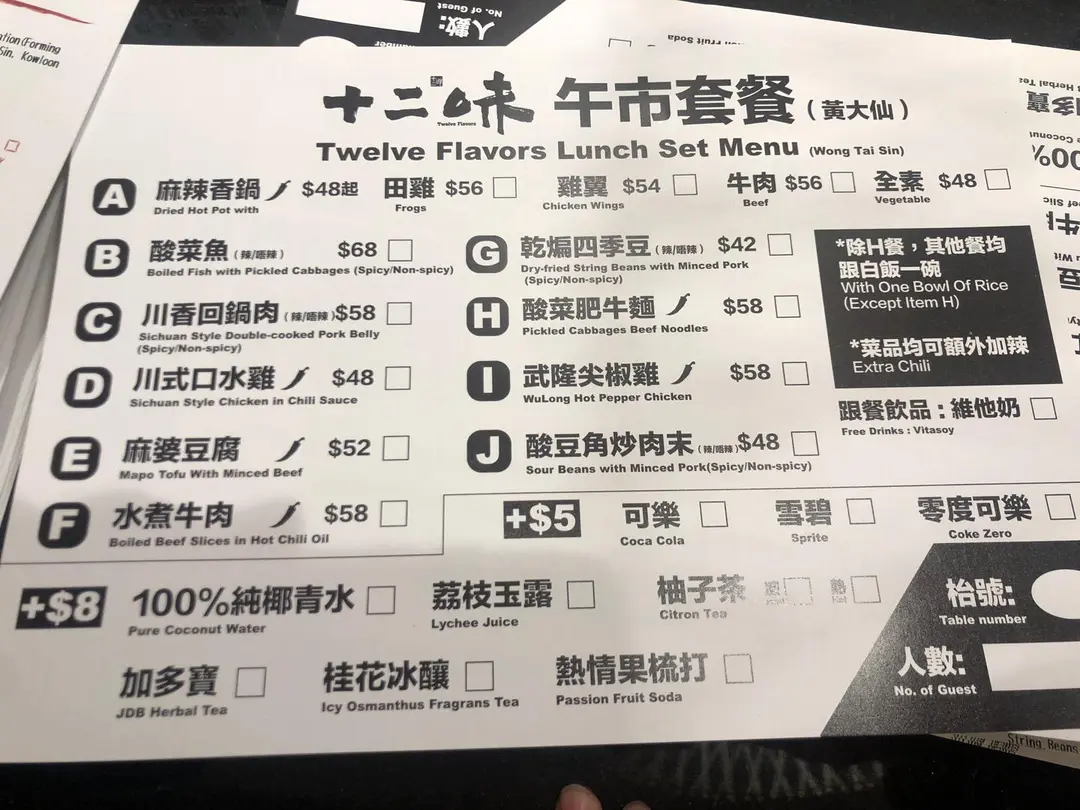 ntion(Forming
Sin, Kowloon
人數:
No. of Guest
Fruit Soda
十二味 午市套餐 (黃大仙)
Twelve Flavors
Twelve Flavors Lunch Set Menu (Wong Tai Sin)
A 麻辣香鍋 $48起 田雞 $56 雞翼 $54 牛肉 $56 全素 $48
Dried Hot Pot with Frogs Chicken Wings Beef Vegetable
B 酸菜魚 (辣/唔辣) $68
Boiled Fish with Pickled Cabbages (Spicy/Non-spicy)
C 川香回鍋肉 (辣/唔辣) $58
Sichuan Style Double-cooked Pork Belly
(Spicy/Non-spicy)
D 川式口水雞 $48
Sichuan Style Chicken in Chili Sauce
E 麻婆豆腐 $52
Mapo Tofu With Minced Beef
F 水煮牛肉 $58
Boiled Beef Slices in Hot Chili Oil
G 乾煸四季豆 (辣/唔辣) $42
Dry-fried String Beans with Minced Pork
(Spicy/Non-spicy)
H 酸菜肥牛麵 $58
Pickled Cabbages Beef Noodles
I 武隆尖椒雞 $58
WuLong Hot Pepper Chicken
J 酸豆角炒肉末 (辣/唔辣) $48
Sour Beans with Minced Pork(Spicy/Non-spicy)
*除H餐，其他餐均
跟白飯一碗
With One Bowl Of Rice
(Except Item H)
*菜品均可額外加辣
Extra Chili
跟餐飲品：維他奶
Free Drinks : Vitasoy
+$5 可樂 雪碧 零度可樂
Coca Cola Sprite Coke Zero
+$8 100%純椰青水 荔枝玉露 柚子茶 熱
Pure Coconut Water Lychee Juice Citron Tea
加多寶 桂花冰釀 熱情果梳打
JDB Herbal Tea Icy Osmanthus Fragrans Tea Passion Fruit Soda
枱號:
Table number
人數:
No. of Guest
String Beans